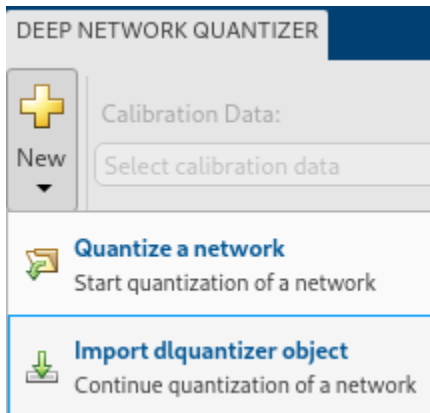 DEEP NETWORK QUANTIZER
Calibration Data:
New
Select calibration data
Quantize a network
Start quantization of a network
Import dlquantizer object
Continue quantization of a network